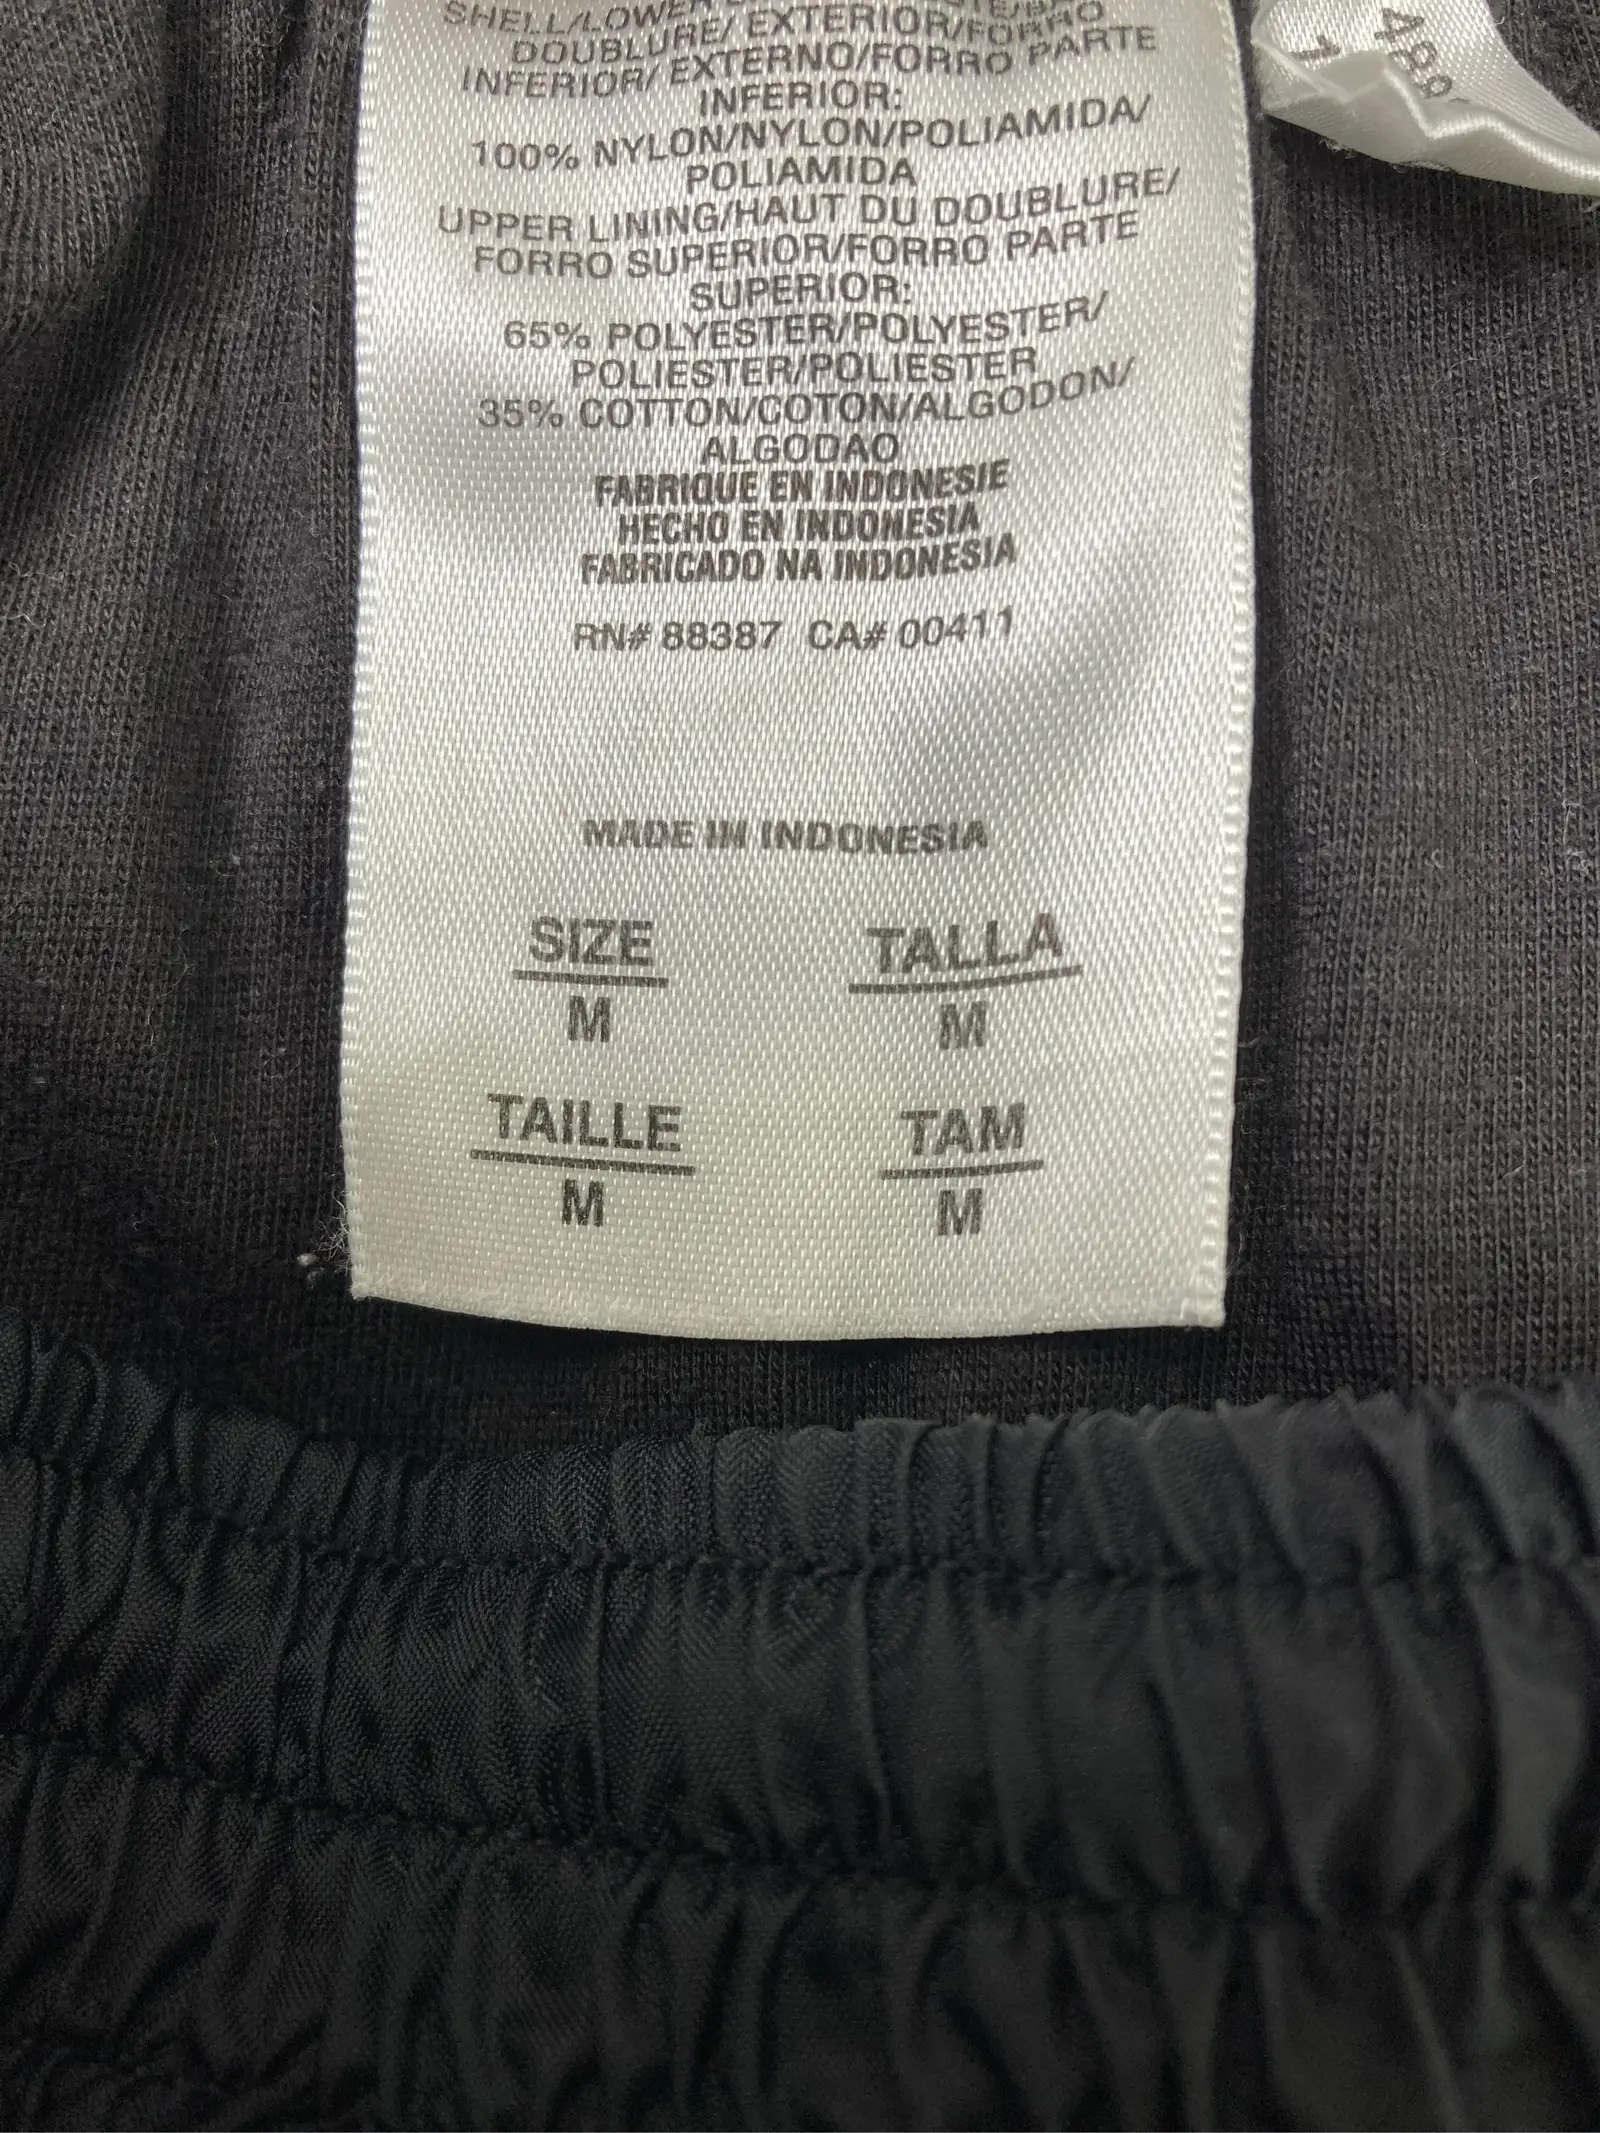 SHELL/LOWER
DOUBLURE/ EXTERIOR/FORRO
INFERIOR/ EXTERNO/FORRO PARTE
INFERIOR:
100% NYLON/NYLON/POLIAMIDA/
POLIAMIDA
UPPER LINING/HAUT DU DOUBLURE/
FORRO SUPERIOR/FORRO PARTE
SUPERIOR:
65% POLYESTER/POLYESTER/
POLIESTER/POLIESTER
35% COTTON/COTON/ALGODON/
ALGODAO
FABRIQUE EN INDONESIE
HECHO EN INDONESIA
FABRICADO NA INDONESIA
RN# 88387 CA# 00411
MADE IN INDONESIA
SIZE TALLA
M M
TAILLE TAM
M M